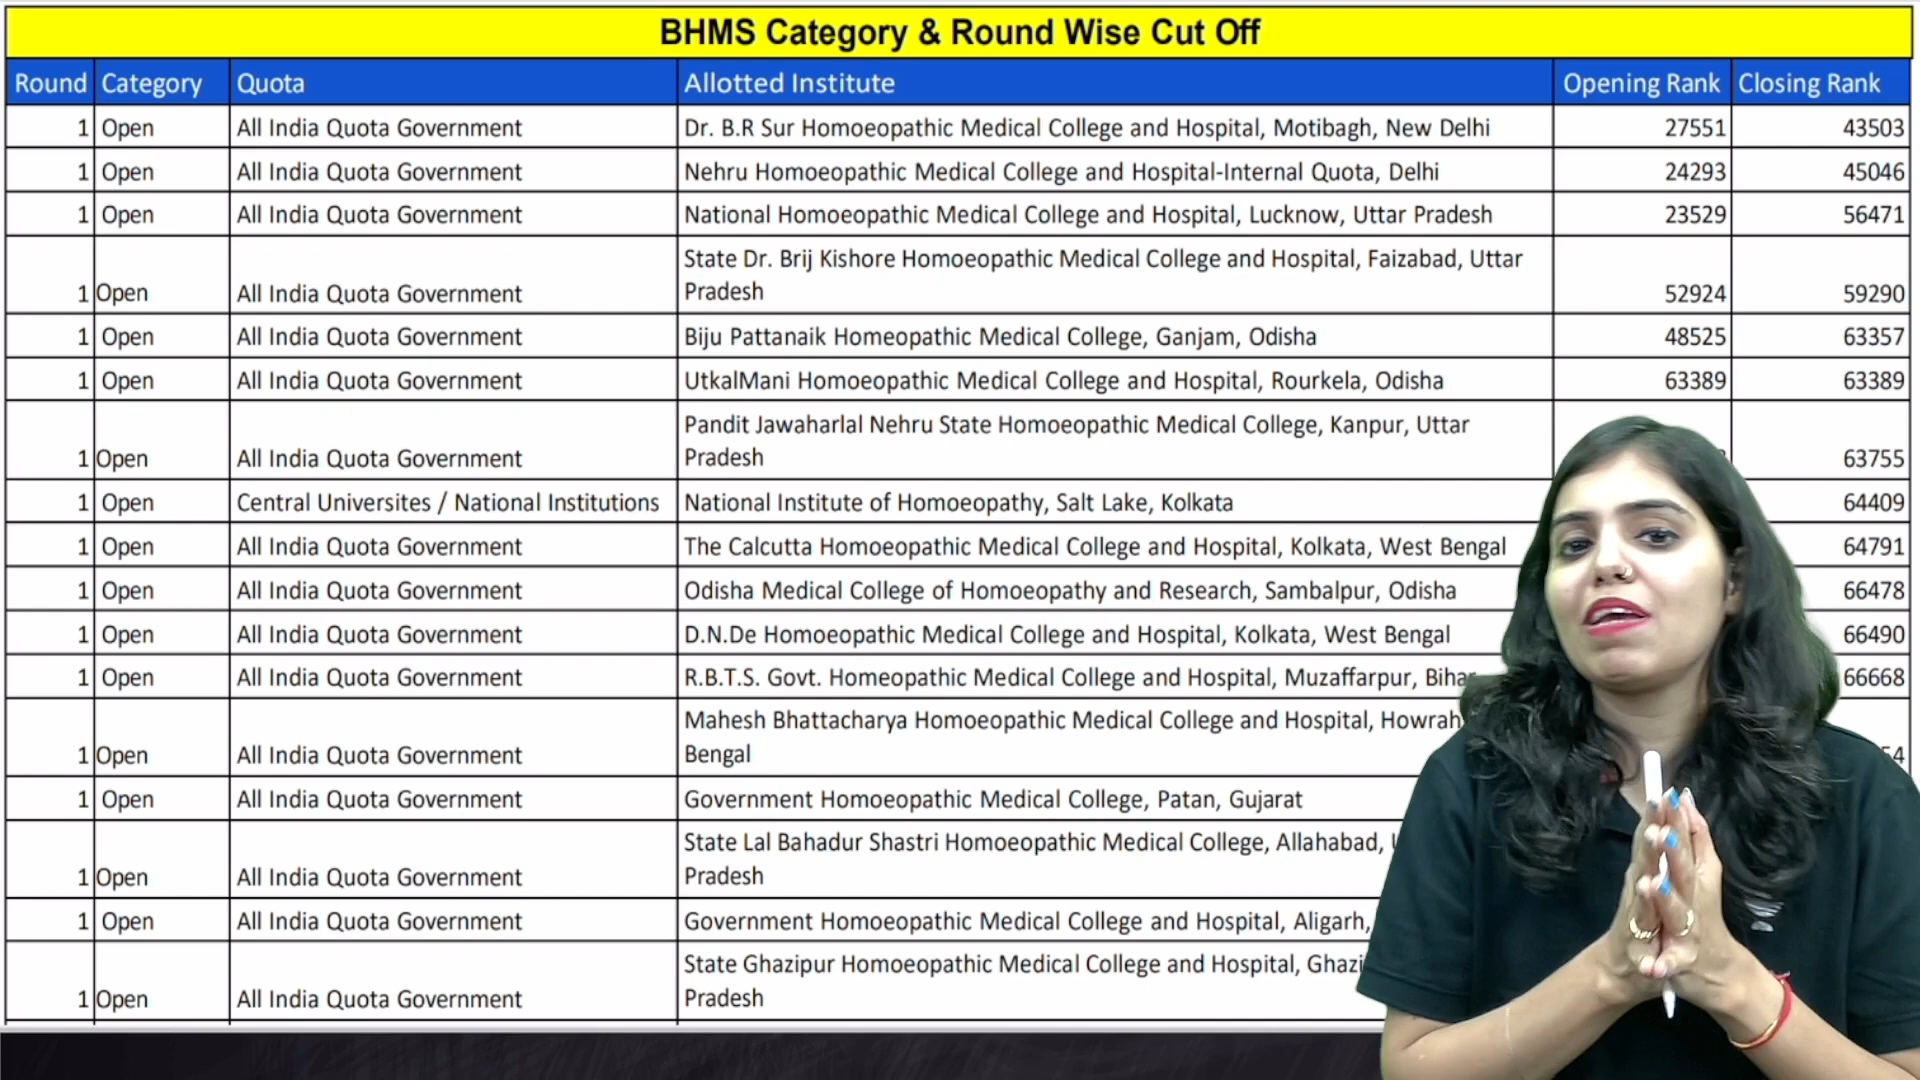 BHMS Category & Round Wise Cut Off
Round Category Quota Allotted Institute Opening Rank Closing Rank
1 Open All India Quota Government Dr. B.R Sur Homoeopathic Medical College and Hospital, Motibagh, New Delhi 27551 43503
1 Open All India Quota Government Nehru Homoeopathic Medical College and Hospital-Internal Quota, Delhi 24293 45046
1 Open All India Quota Government National Homoeopathic Medical College and Hospital, Lucknow, Uttar Pradesh 23529 56471
State Dr. Brij Kishore Homoeopathic Medical College and Hospital, Faizabad, Uttar
1 Open All India Quota Government Pradesh 52924 59290
1 Open All India Quota Government Biju Pattanaik Homeopathic Medical College, Ganjam, Odisha 48525 63357
1 Open All India Quota Government UtkalMani Homoeopathic Medical College and Hospital, Rourkela, Odisha 63389 63389
Pandit Jawaharlal Nehru State Homoeopathic Medical College, Kanpur, Uttar
1 Open All India Quota Government Pradesh 63755
1 Open Central Universites / National Institutions National Institute of Homoeopathy, Salt Lake, Kolkata 64409
1 Open All India Quota Government The Calcutta Homoeopathic Medical College and Hospital, Kolkata, West Bengal 64791
1 Open All India Quota Government Odisha Medical College of Homoeopathy and Research, Sambalpur, Odisha 66478
1 Open All India Quota Government D.N.De Homoeopathic Medical College and Hospital, Kolkata, West Bengal 66490
1 Open All India Quota Government R.B.T.S. Govt. Homeopathic Medical College and Hospital, Muzaffarpur, Bihar 66668
Mahesh Bhattacharya Homoeopathic Medical College and Hospital, Howrah
1 Open All India Quota Government Bengal
1 Open All India Quota Government Government Homoeopathic Medical College, Patan, Gujarat
State Lal Bahadur Shastri Homoeopathic Medical College, Allahabad,
1 Open All India Quota Government Pradesh
1 Open All India Quota Government Government Homoeopathic Medical College and Hospital, Aligarh,
State Ghazipur Homoeopathic Medical College and Hospital,
1 Open All India Quota Government Pradesh